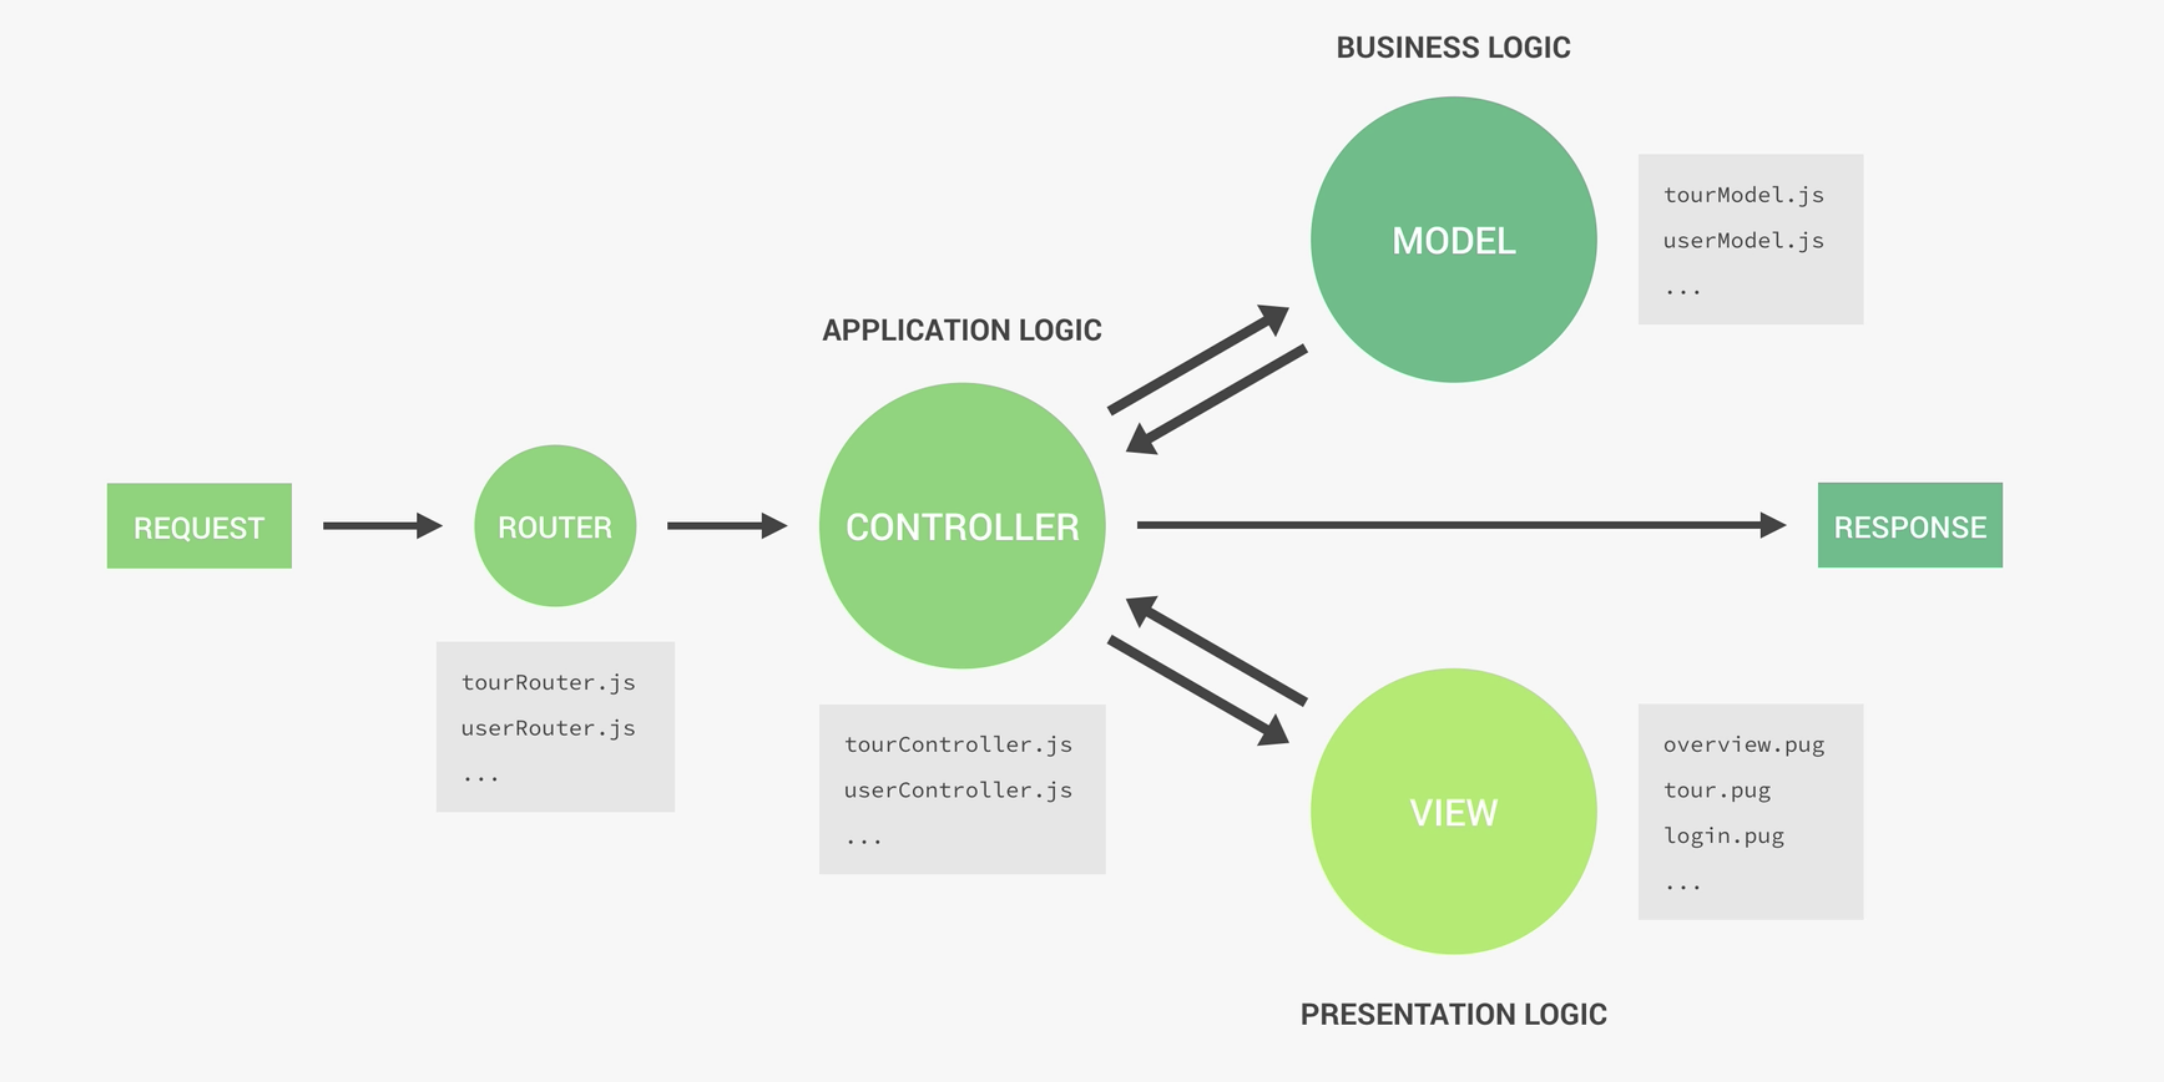 BUSINESS LOGIC
MODEL
tourModel.js
userModel.js
...
APPLICATION LOGIC
REQUEST
ROUTER
CONTROLLER
RESPONSE
tourRouter.js
userRouter.js
...
tourController.js
userController.js
...
VIEW
overview.pug
tour.pug
login.pug
...
PRESENTATION LOGIC